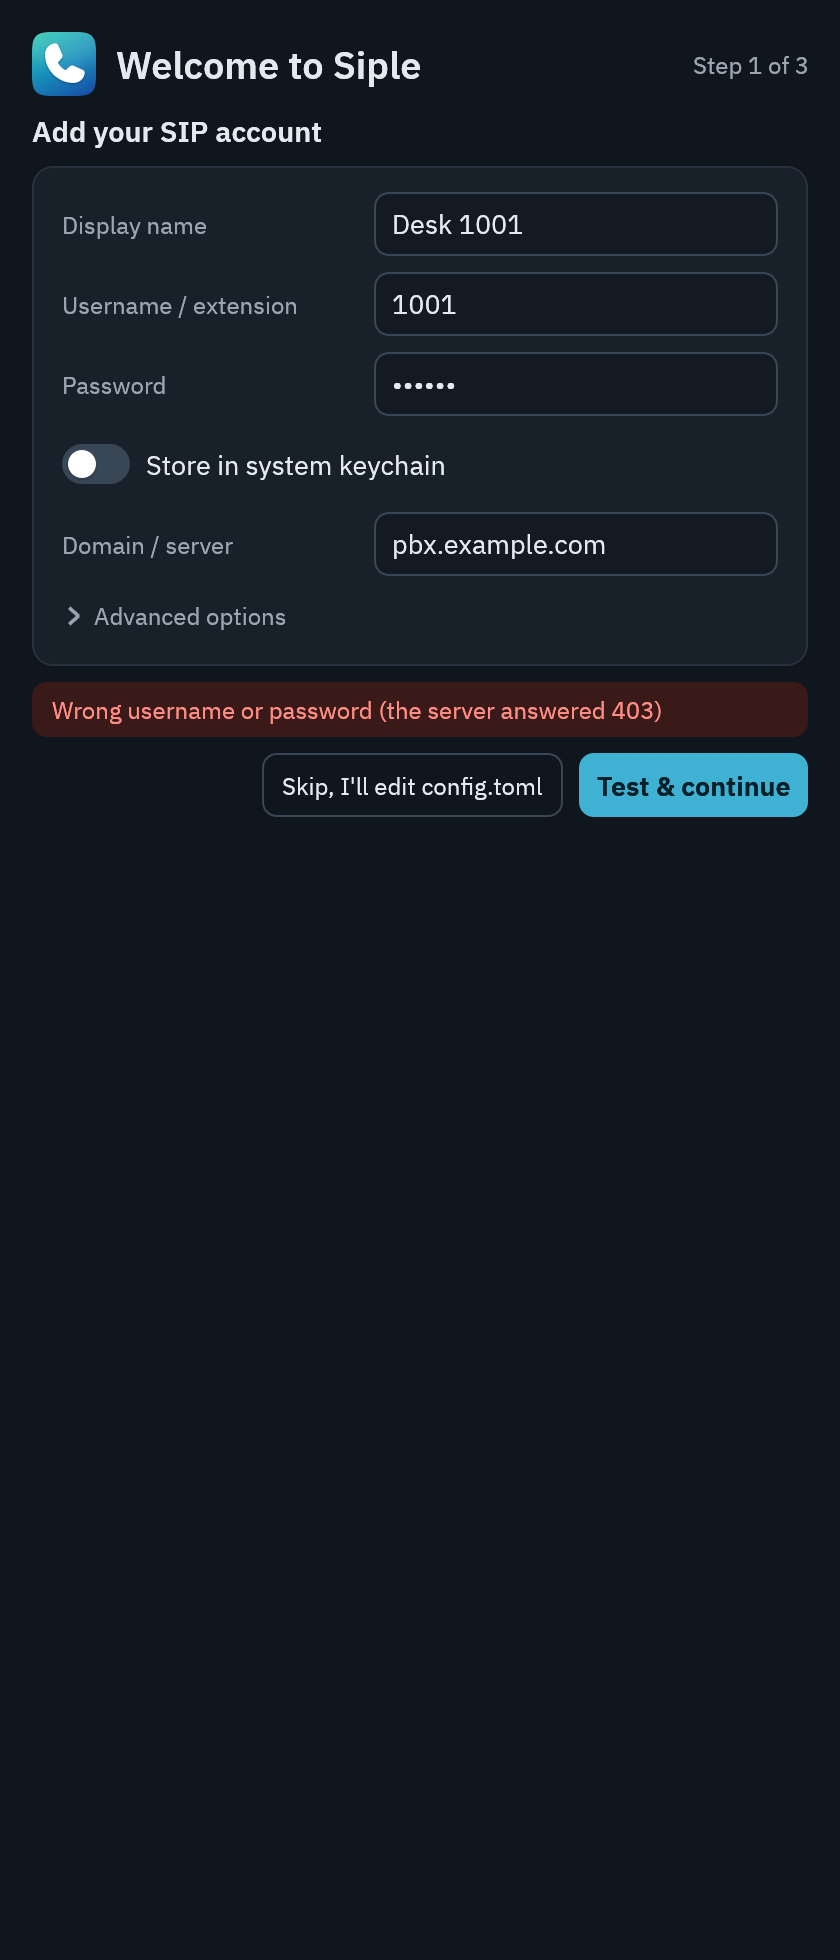 Welcome to Siple
Step 1 of 3
Add your SIP account
Display name
Desk 1001
Username / extension
1001
Password
••••••
Store in system keychain
Domain / server
pbx.example.com
Advanced options
Wrong username or password (the server answered 403)
Skip, I'll edit config.toml
Test & continue